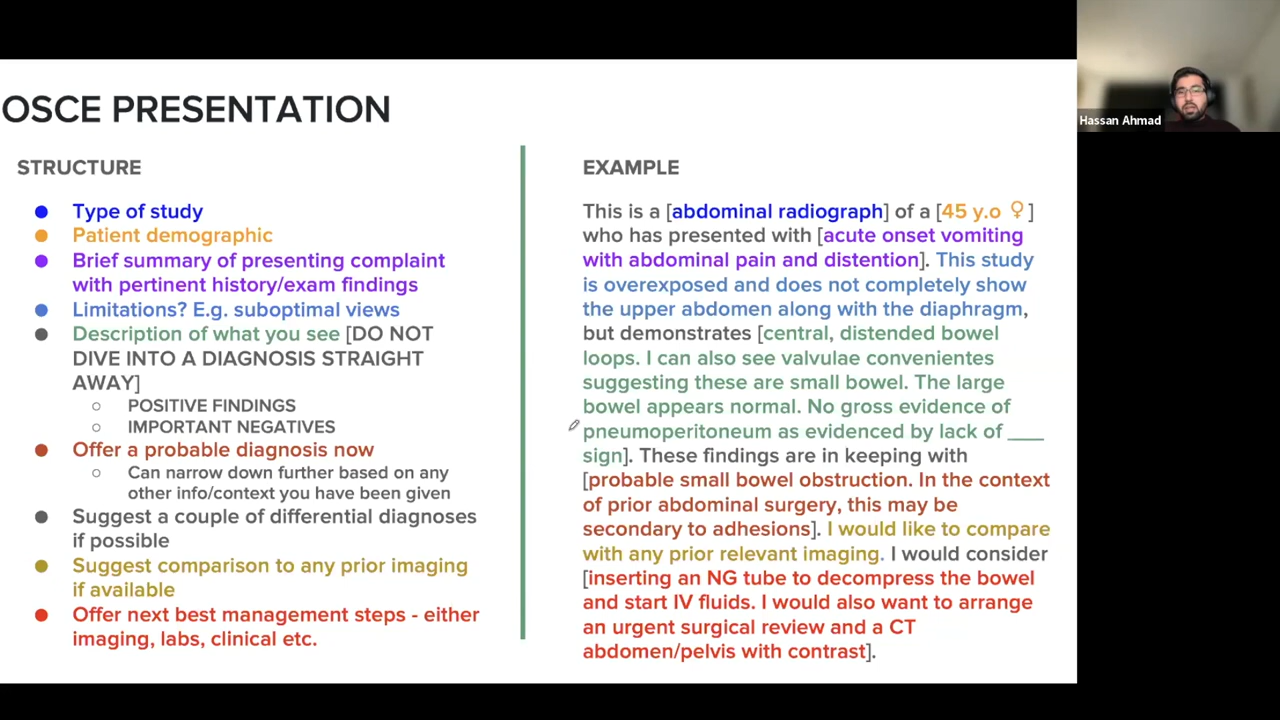 OSCE PRESENTATION
STRUCTURE
● Type of study
● Patient demographic
● Brief summary of presenting complaint
with pertinent history/exam findings
● Limitations? E.g. suboptimal views
● Description of what you see [DO NOT
DIVE INTO A DIAGNOSIS STRAIGHT
AWAY]
○ POSITIVE FINDINGS
○ IMPORTANT NEGATIVES
● Offer a probable diagnosis now
○ Can narrow down further based on any
other info/context you have been given
● Suggest a couple of differential diagnoses
if possible
● Suggest comparison to any prior imaging
if available
● Offer next best management steps - either
imaging, labs, clinical etc.
EXAMPLE
This is a [abdominal radiograph] of a [45 y.o ♀]
who has presented with [acute onset vomiting
with abdominal pain and distention]. This study
is overexposed and does not completely show
the upper abdomen along with the diaphragm,
but demonstrates [central, distended bowel
loops. I can also see valvulae convenientes
suggesting these are small bowel. The large
bowel appears normal. No gross evidence of
pneumoperitoneum as evidenced by lack of ___
sign]. These findings are in keeping with
[probable small bowel obstruction. In the context
of prior abdominal surgery, this may be
secondary to adhesions]. I would like to compare
with any prior relevant imaging. I would consider
[inserting an NG tube to decompress the bowel
and start IV fluids. I would also want to arrange
an urgent surgical review and a CT
abdomen/pelvis with contrast].
Hassan Ahmad